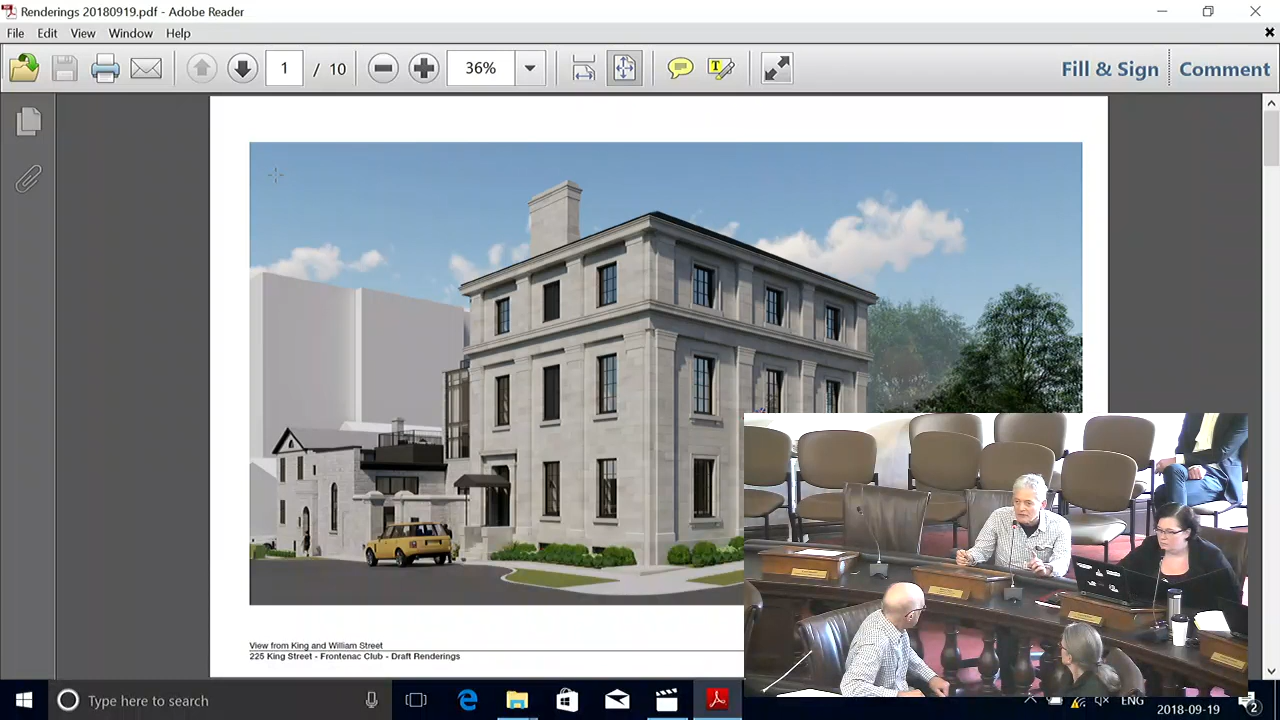 Renderings 20180919.pdf - Adobe Reader
File Edit View Window Help
1 / 10 36% Fill & Sign Comment
View from King and William Street
225 King Street - Frontenac Club - Draft Renderings
Type here to search
ENG
2018-09-19
2